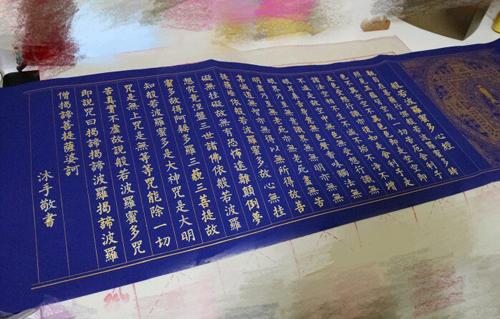 般若波羅蜜多心經
觀自在菩薩行深般若波羅蜜多時
照見五蘊皆空度一切苦厄舍利子
色不異空空不異色色即是空空即
是色受想行識亦復如是舍利子是
諸法空相不生不滅不垢不淨不增
不減是故空中無色無受想行識無
眼耳鼻舌身意無色聲香味觸法無
眼界乃至無意識界無無明亦無無
明盡乃至無老死亦無老死盡無苦
集滅道無智亦無得以無所得故菩
提薩埵依般若波羅蜜多故心無罣
礙無罣礙故無有恐怖遠離顛倒夢
想究竟涅盤三世諸佛依般若波羅
蜜多故得阿耨多羅三藐三菩提故
知般若波羅蜜多是大神咒是大明
咒是無上咒是無等等咒能除一切
苦真實不虛故說般若波羅蜜多咒
即說咒曰揭諦揭諦波羅揭諦波羅
僧揭諦菩提薩婆訶
沐手敬書